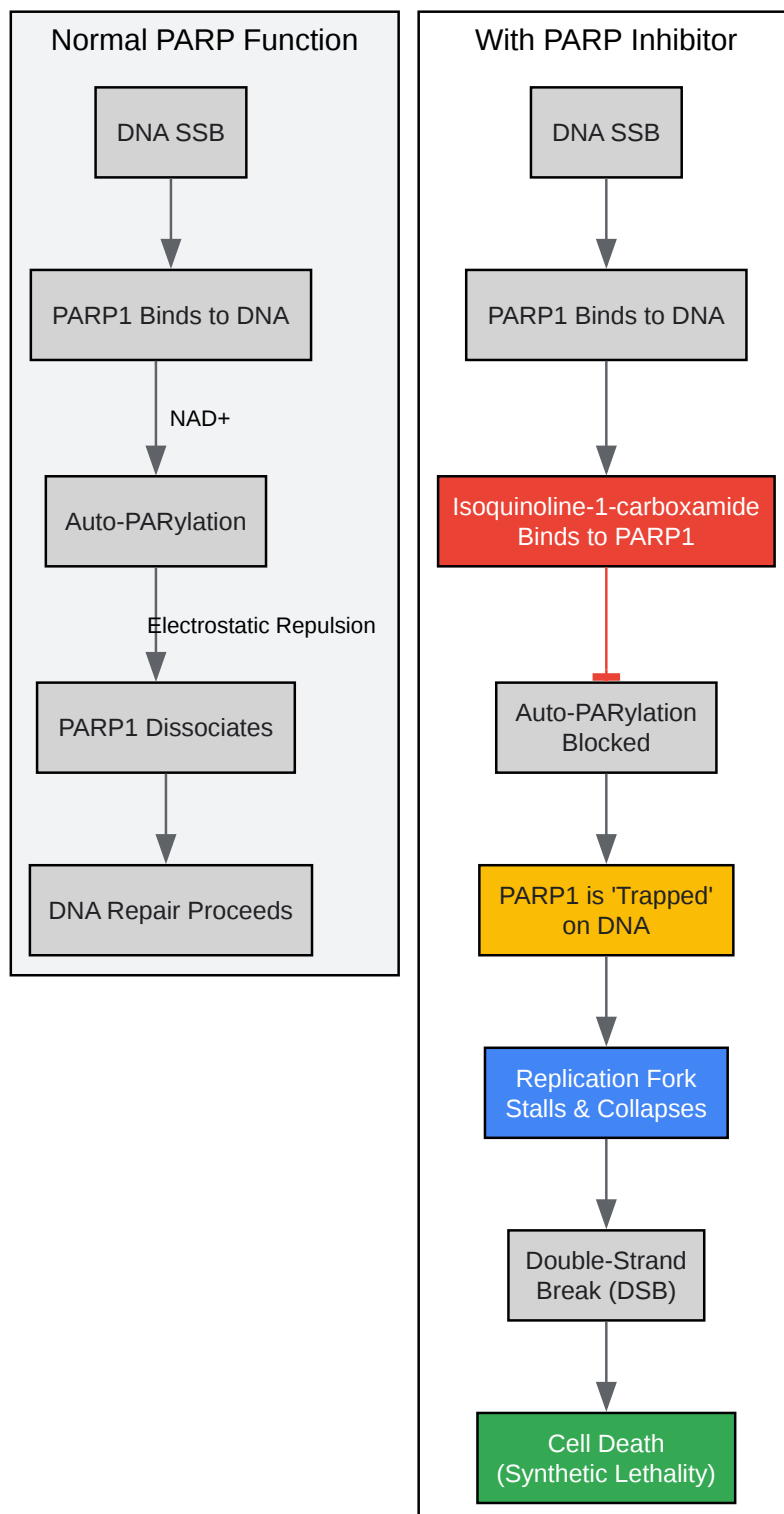 Normal PARP Function
DNA SSB
PARP1 Binds to DNA
NAD+
Auto-PARylation
Electrostatic Repulsion
PARP1 Dissociates
DNA Repair Proceeds
With PARP Inhibitor
DNA SSB
PARP1 Binds to DNA
Isoquinoline-1-carboxamide
Binds to PARP1
Auto-PARylation
Blocked
PARP1 is 'Trapped'
on DNA
Replication Fork
Stalls & Collapses
Double-Strand
Break (DSB)
Cell Death
(Synthetic Lethality)